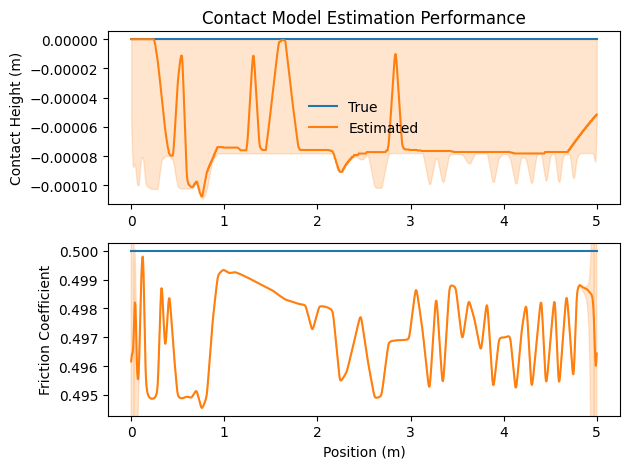 Contact Model Estimation Performance
Contact Height (m)
0.00000
−0.00002
−0.00004
−0.00006
−0.00008
−0.00010
True
Estimated
0 1 2 3 4 5
Friction Coefficient
0.500
0.499
0.498
0.497
0.496
0.495
0 1 2 3 4 5
Position (m)